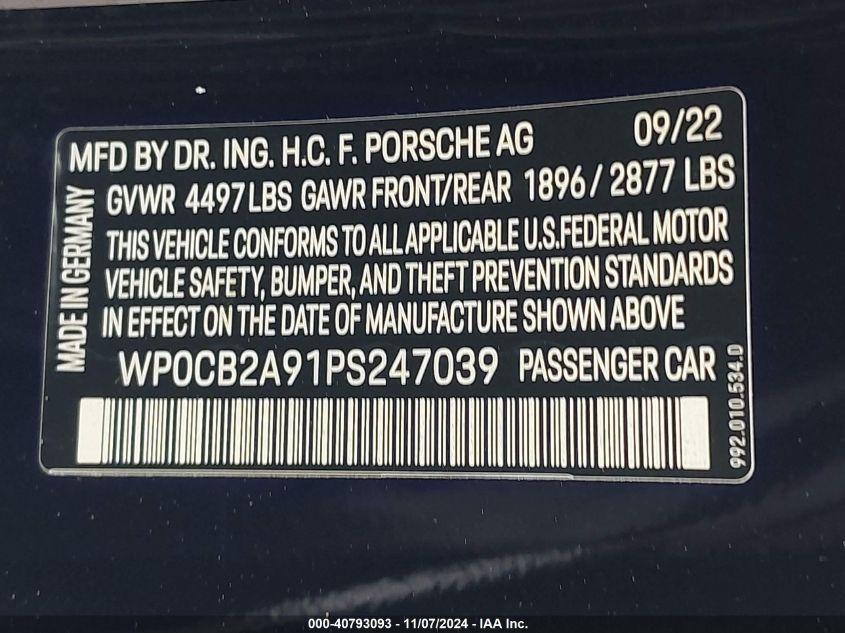 MFD BY DR. ING. H.C. F. PORSCHE AG 09/22
GVWR 4497 LBS GAWR FRONT/REAR 1896 / 2877 LBS
THIS VEHICLE CONFORMS TO ALL APPLICABLE U.S.FEDERAL MOTOR
VEHICLE SAFETY, BUMPER, AND THEFT PREVENTION STANDARDS
IN EFFECT ON THE DATE OF MANUFACTURE SHOWN ABOVE
WP0CB2A91PS247039 PASSENGER CAR
MADE IN GERMANY
992.010.534.D
000-40793093 - 11/07/2024 - IAA Inc.